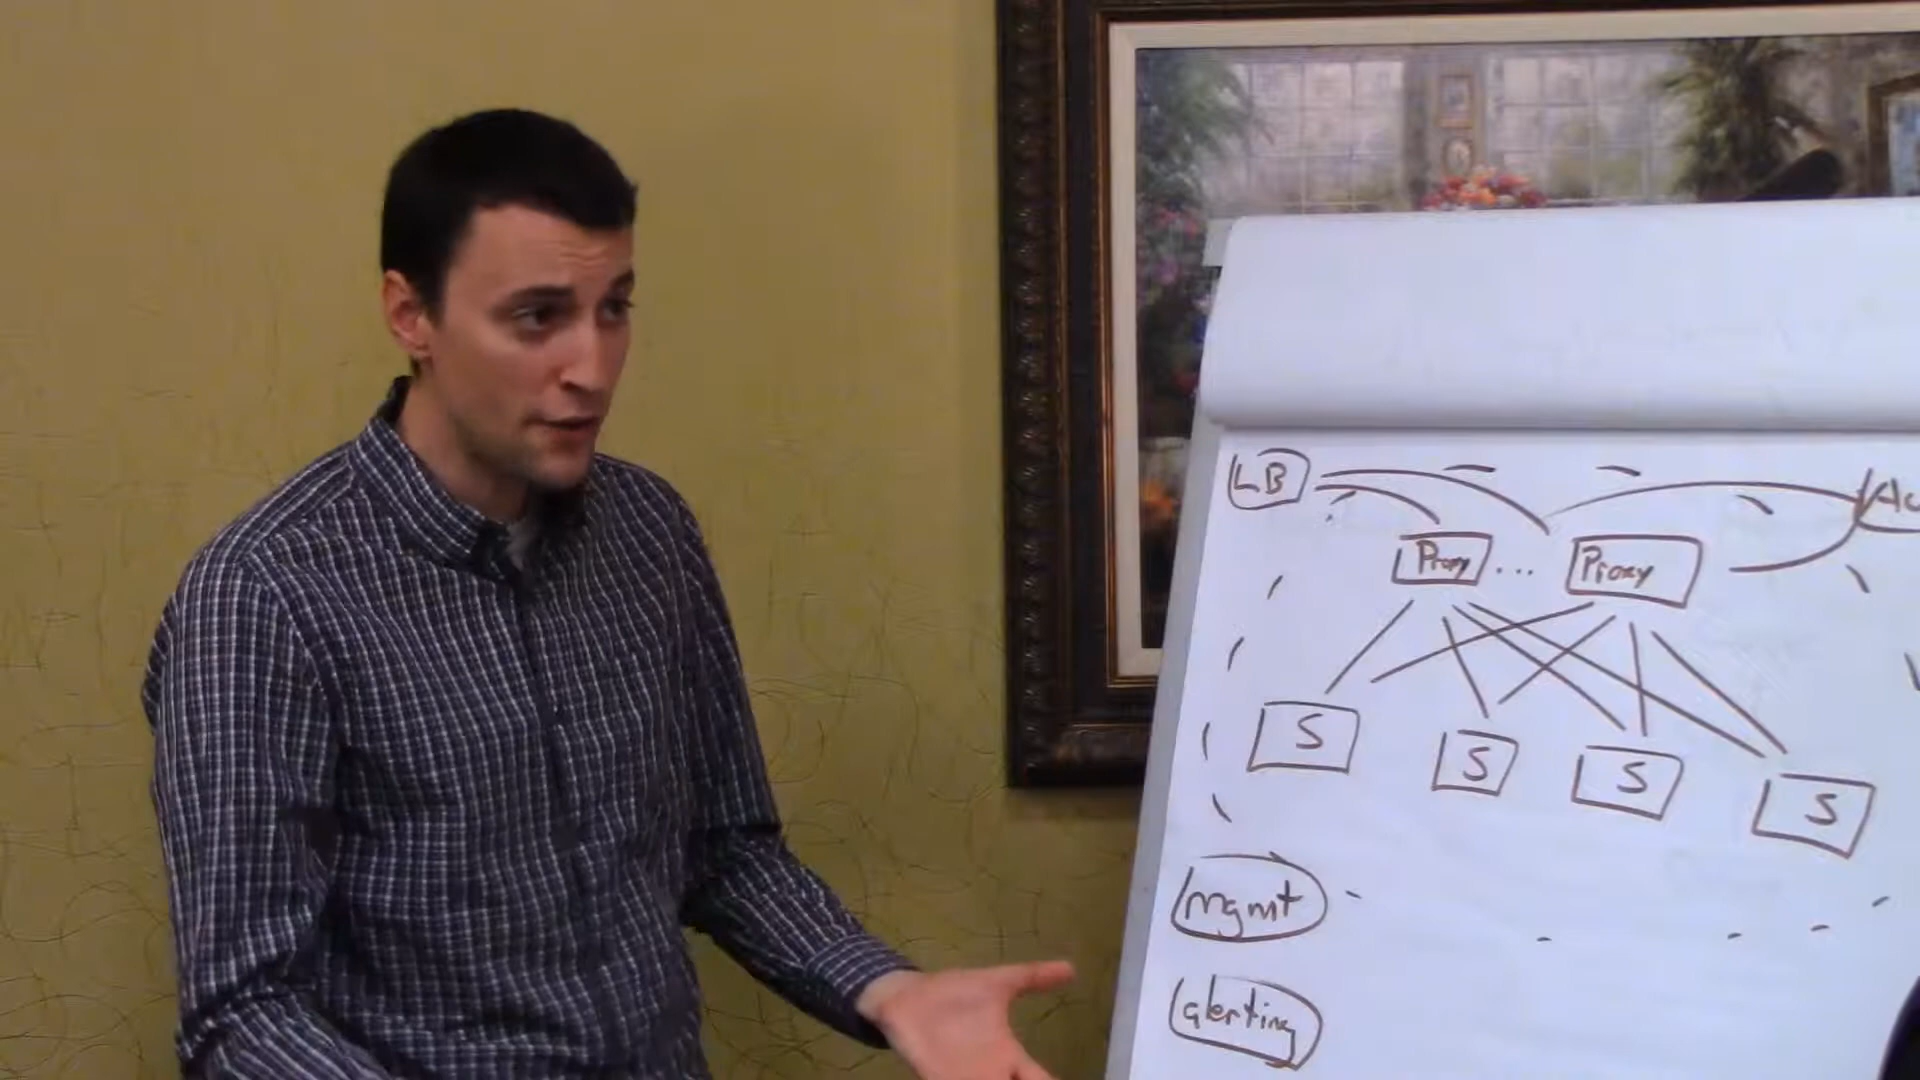 LB
Proxy ... Proxy
S S S S
mgmt
alerting